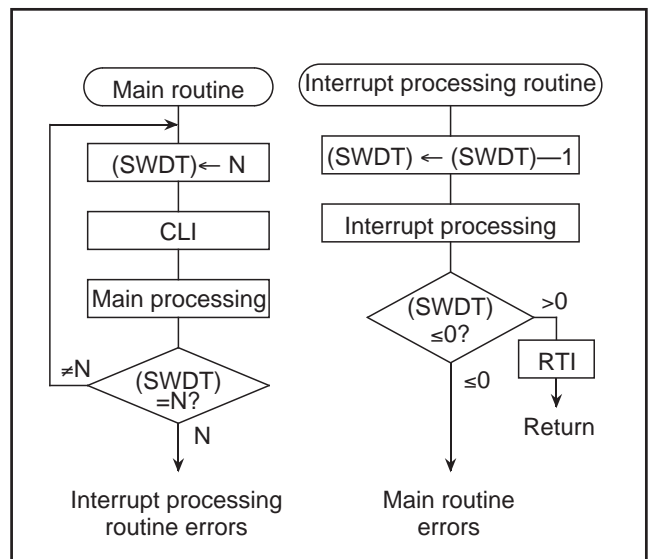 Main routine
(SWDT)← N
CLI
Main processing
≠N
(SWDT)
=N?
N
Interrupt processing
routine errors
Interrupt processing routine
(SWDT) ← (SWDT)—1
Interrupt processing
(SWDT)
≤0?
>0
≤0
RTI
Return
Main routine
errors